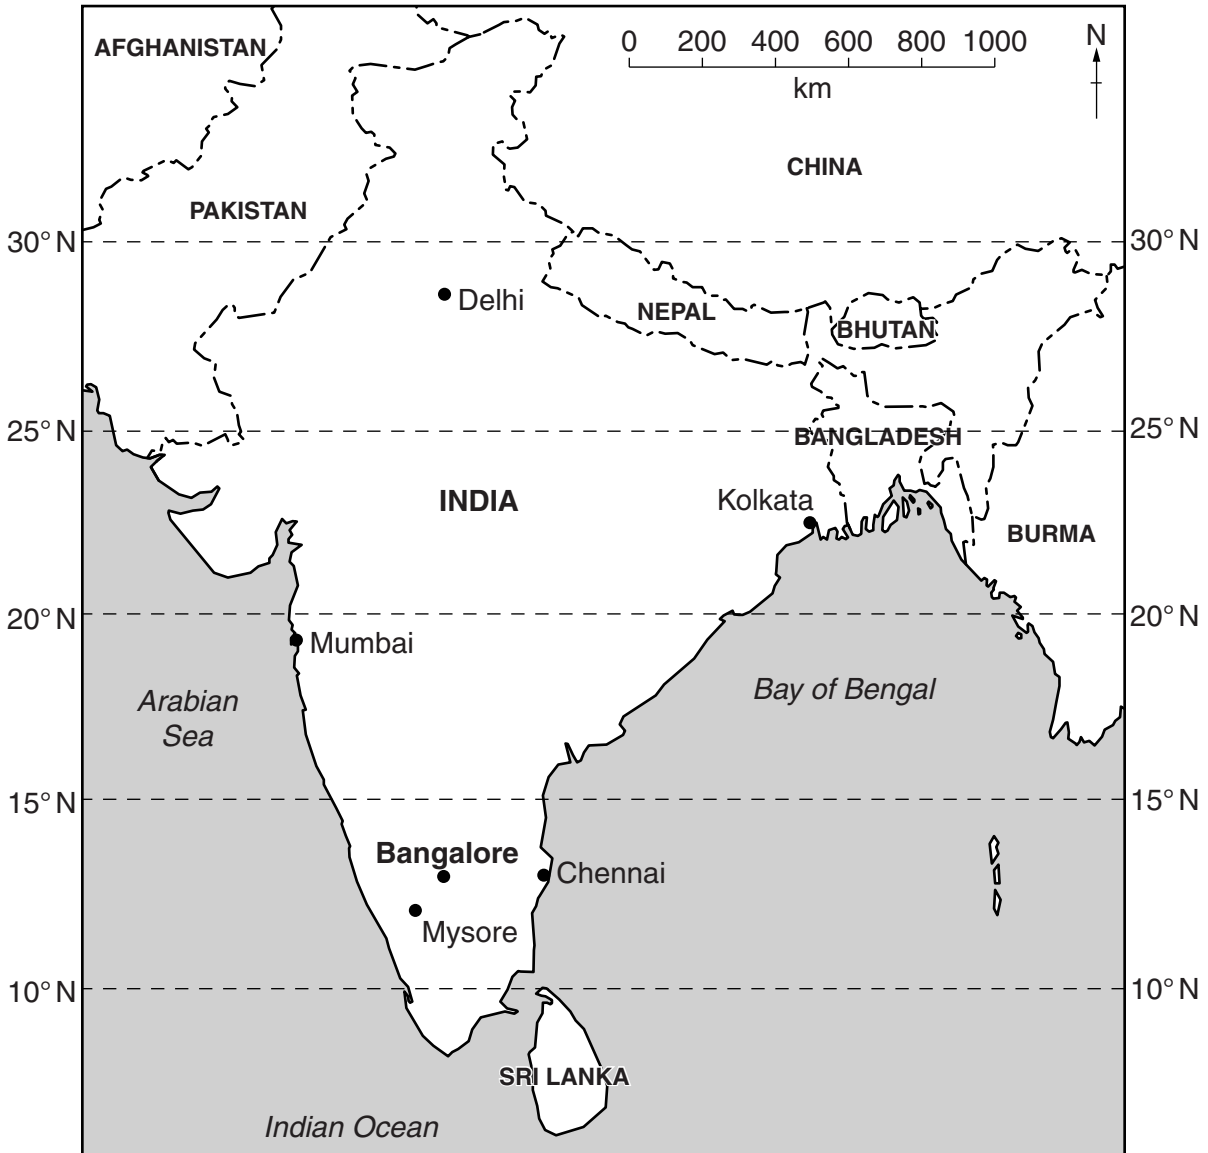 AFGHANISTAN
0 200 400 600 800 1000
km
N
CHINA
PAKISTAN
30° N
30° N
Delhi
NEPAL
BHUTAN
25° N
25° N
BANGLADESH
INDIA
Kolkata
BURMA
20° N
20° N
Mumbai
Arabian
Sea
Bay of Bengal
15° N
15° N
Bangalore
Chennai
Mysore
10° N
10° N
SRI LANKA
Indian Ocean